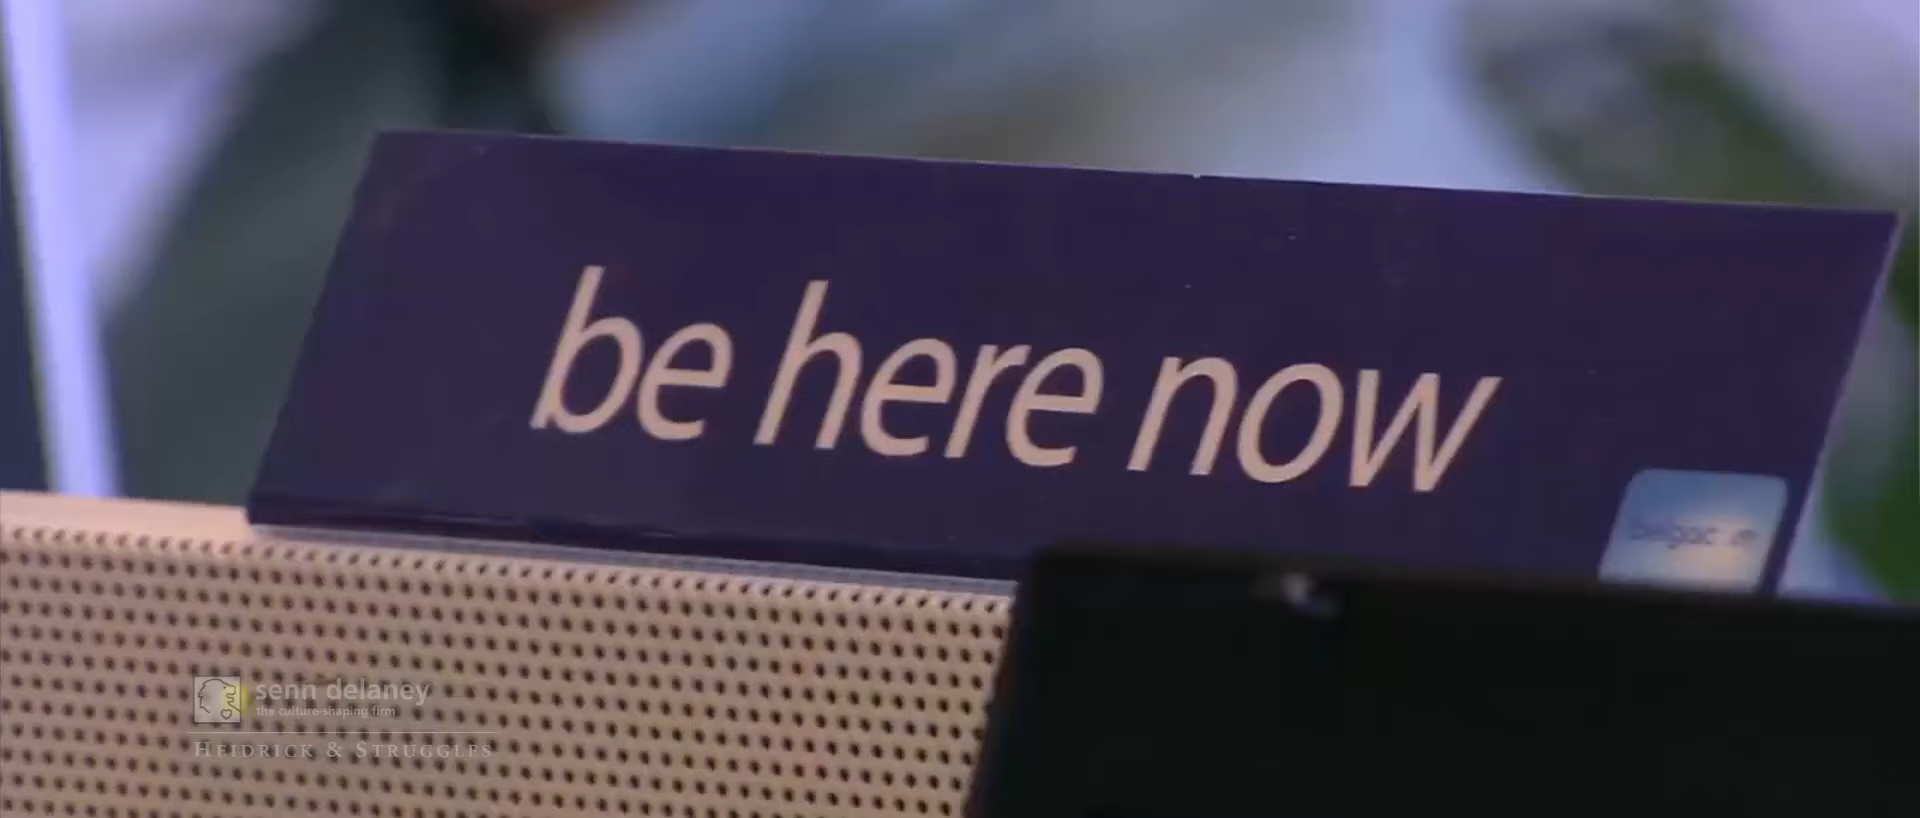 be here now
senn delaney
the culture-shaping firm
HEIDRICK & STRUGGLES